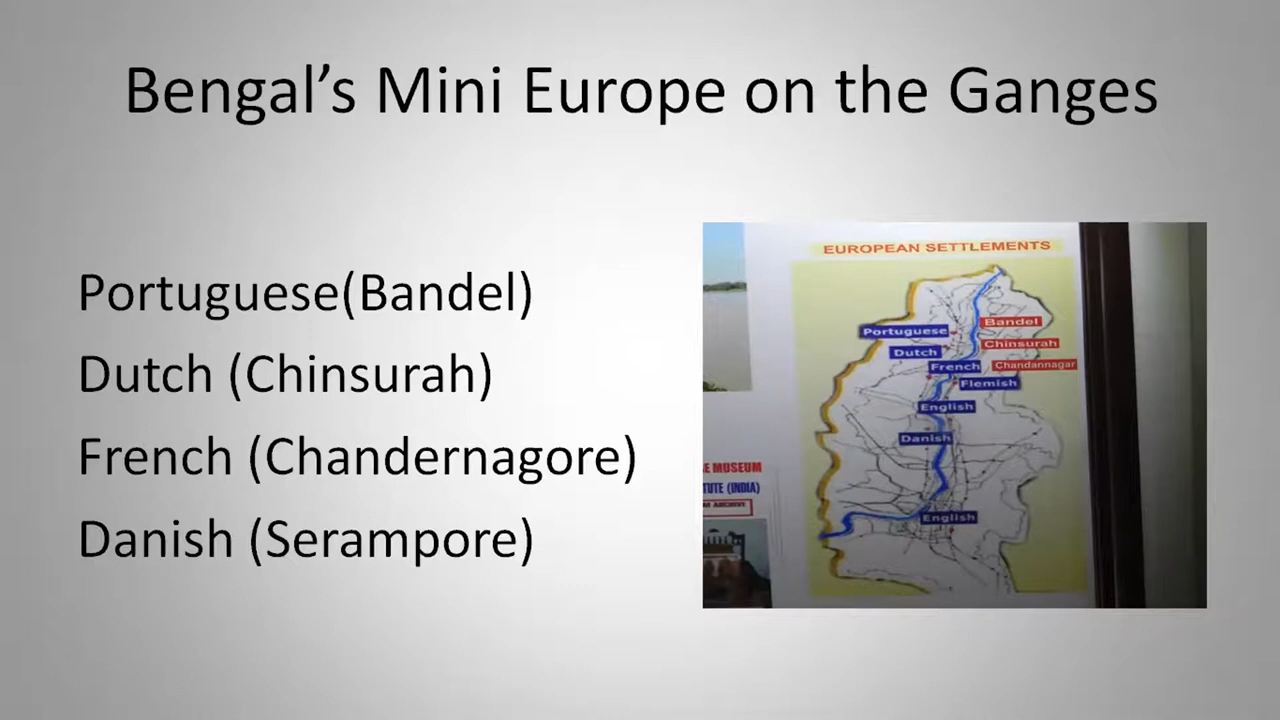 Bengal’s Mini Europe on the Ganges
Portuguese(Bandel)
Dutch (Chinsurah)
French (Chandernagore)
Danish (Serampore)
EUROPEAN SETTLEMENTS
Portuguese
Bandel
Dutch
Chinsurah
French
Chandannagar
Flemish
English
Danish
English
MUSEUM
(INDIA)